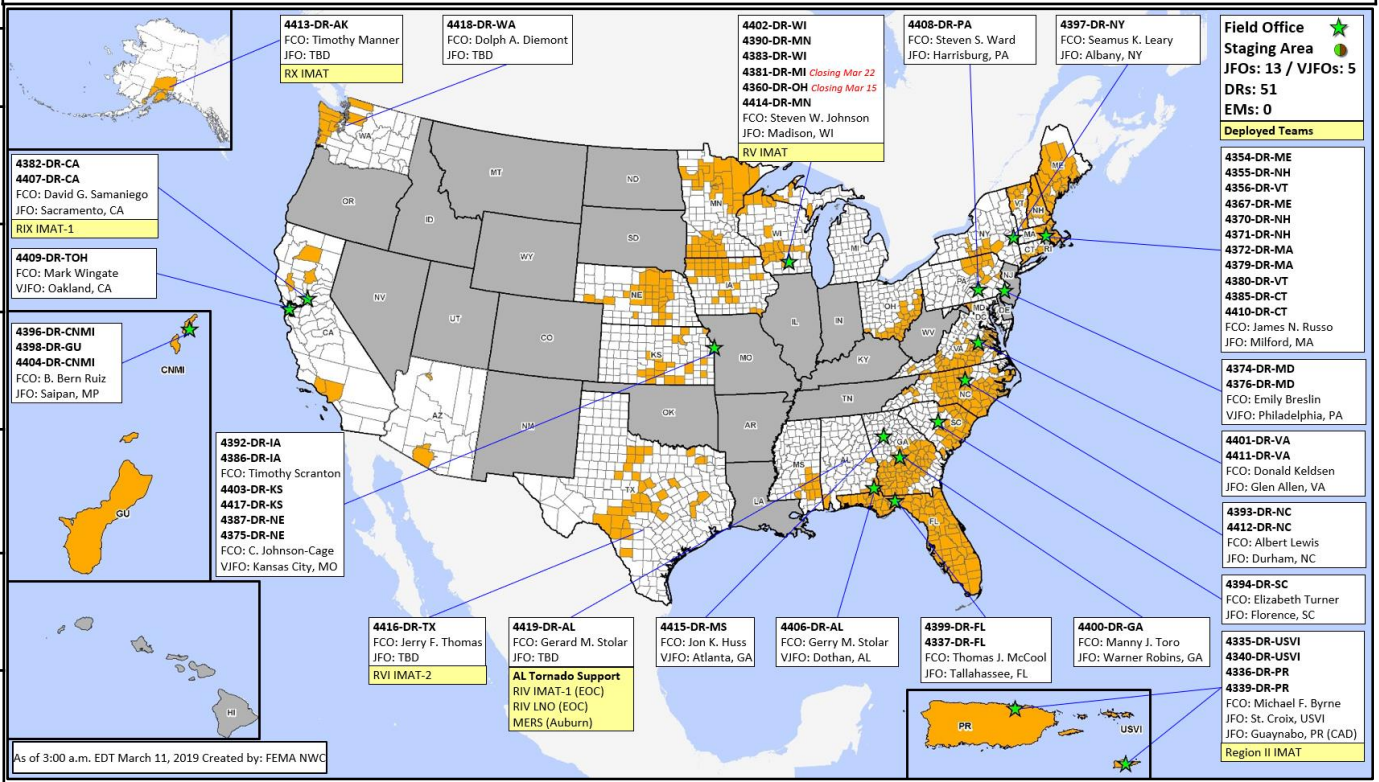 4413-DR-AK
FCO: Timothy Manner
JFO: TBD
RX IMAT
4418-DR-WA
FCO: Dolph A. Diemont
JFO: TBD
4402-DR-WI
4390-DR-MN
4383-DR-WI
4381-DR-MI Closing Mar 22
4360-DR-OH Closing Mar 15
4414-DR-MN
FCO: Steven W. Johnson
JFO: Madison, WI
RV IMAT
4408-DR-PA
FCO: Steven S. Ward
JFO: Harrisburg, PA
4397-DR-NY
FCO: Seamus K. Leary
JFO: Albany, NY
Field Office
Staging Area
JFOs: 13 / VJFOs: 5
DRs: 51
EMs: 0
Deployed Teams
4382-DR-CA
4407-DR-CA
FCO: David G. Samaniego
JFO: Sacramento, CA
RIX IMAT-1
4409-DR-TOH
FCO: Mark Wingate
VJFO: Oakland, CA
4396-DR-CNMI
4398-DR-GU
4404-DR-CNMI
FCO: B. Bern Ruiz
JFO: Saipan, MP
CNMI
GU
HI
4392-DR-IA
4386-DR-IA
FCO: Timothy Scranton
4403-DR-KS
4417-DR-KS
4387-DR-NE
4375-DR-NE
FCO: C. Johnson-Cage
VJFO: Kansas City, MO
WA
OR
ID
MT
ND
SD
WY
NV
UT
CO
CA
AZ
NM
NE
KS
OK
TX
MN
IA
MO
AR
LA
WI
IL
IN
MI
OH
KY
TN
MS
AL
GA
FL
SC
NC
VA
WV
MD
DC
DE
PA
NJ
NY
CT
RI
MA
VT
NH
ME
4354-DR-ME
4355-DR-NH
4356-DR-VT
4367-DR-ME
4370-DR-NH
4371-DR-NH
4372-DR-MA
4379-DR-MA
4380-DR-VT
4385-DR-CT
4410-DR-CT
FCO: James N. Russo
JFO: Milford, MA
4374-DR-MD
4376-DR-MD
FCO: Emily Breslin
VJFO: Philadelphia, PA
4401-DR-VA
4411-DR-VA
FCO: Donald Keldsen
JFO: Glen Allen, VA
4393-DR-NC
4412-DR-NC
FCO: Albert Lewis
JFO: Durham, NC
4394-DR-SC
FCO: Elizabeth Turner
JFO: Florence, SC
4335-DR-USVI
4340-DR-USVI
4336-DR-PR
4339-DR-PR
FCO: Michael F. Byrne
JFO: St. Croix, USVI
JFO: Guaynabo, PR (CAD)
Region II IMAT
4416-DR-TX
FCO: Jerry F. Thomas
JFO: TBD
RVI IMAT-2
4419-DR-AL
FCO: Gerard M. Stolar
JFO: TBD
AL Tornado Support
RIV IMAT-1 (EOC)
RIV LNO (EOC)
MERS (Auburn)
4415-DR-MS
FCO: Jon K. Huss
VJFO: Atlanta, GA
4406-DR-AL
FCO: Gerry M. Stolar
VJFO: Dothan, AL
4399-DR-FL
4337-DR-FL
FCO: Thomas J. McCool
JFO: Tallahassee, FL
4400-DR-GA
FCO: Manny J. Toro
JFO: Warner Robins, GA
PR
USVI
As of 3:00 a.m. EDT March 11, 2019 Created by: FEMA NWC